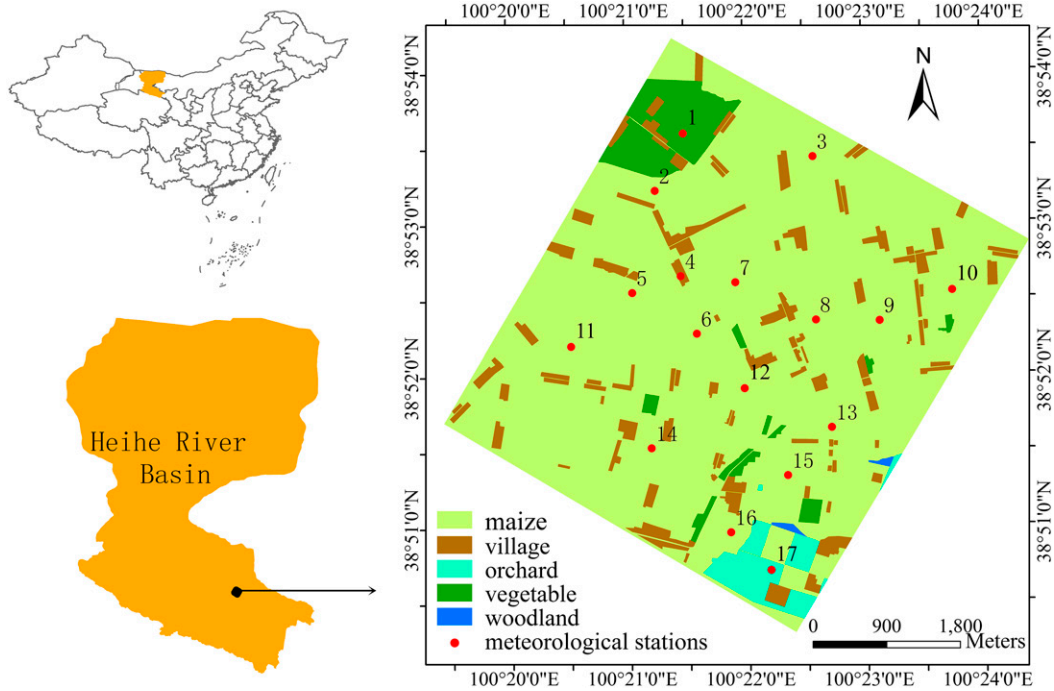 100°20'0"E 100°21'0"E 100°22'0"E 100°23'0"E 100°24'0"E
38°54'0"N
38°53'0"N
38°52'0"N
38°51'0"N
N
1
2
3
4
5
6
7
8
9
10
11
12
13
14
15
16
17
Heihe River
Basin
maize
village
orchard
vegetable
woodland
meteorological stations
0 900 1,800
Meters
38°54'0"N
38°53'0"N
38°52'0"N
38°51'0"N
100°20'0"E 100°21'0"E 100°22'0"E 100°23'0"E 100°24'0"E